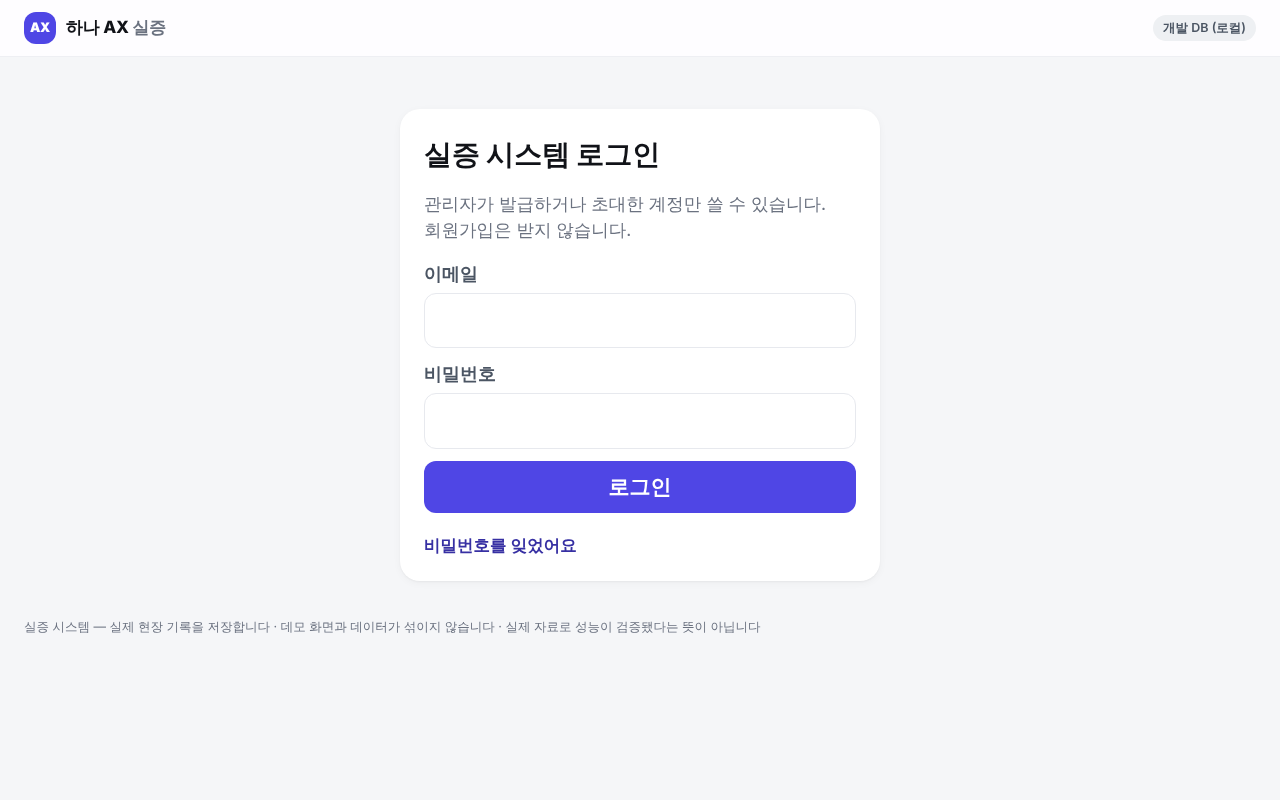 AX 하나 AX 실증
개발 DB (로컬)
실증 시스템 로그인
관리자가 발급하거나 초대한 계정만 쓸 수 있습니다.
회원가입은 받지 않습니다.
이메일
비밀번호
로그인
비밀번호를 잊었어요
실증 시스템 — 실제 현장 기록을 저장합니다 · 데모 화면과 데이터가 섞이지 않습니다 · 실제 자료로 성능이 검증됐다는 뜻이 아닙니다